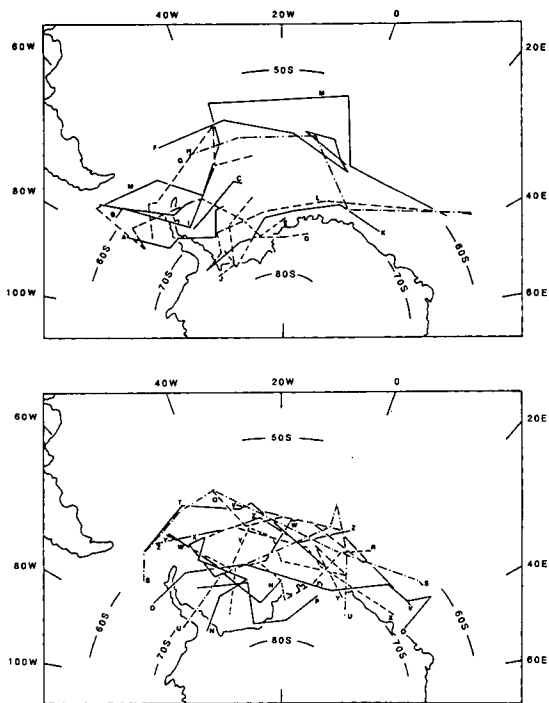 40W 20W 0
60W 20E
50S
M
F
H
G
C
M
L
B
A
K
G
J
80W 40E
60S 60S
80S
70S 70S
100W 60E
40W 20W 0
60W 20E
50S
T
Q
V
Z
W
Z
Y
X
Z
W
R
S
S
N
O
P
V
Y
X
U
U
N
O
80W 40E
60S 60S
80S
70S 70S
100W 60E